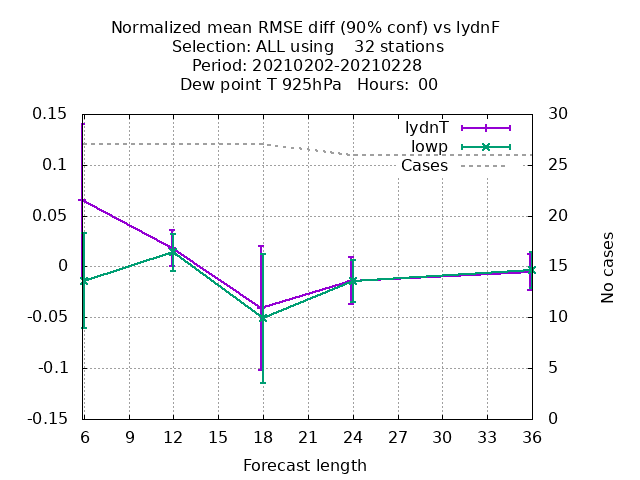 Normalized mean RMSE diff (90% conf) vs lydnF
Selection: ALL using    32 stations
Period: 20210202-20210228
Dew point T 925hPa   Hours:  00
lydnT
lowp
Cases
0.15
0.1
0.05
0
-0.05
-0.1
-0.15
30
25
20
15
10
5
0
No cases
6 9 12 15 18 21 24 27 30 33 36
Forecast length